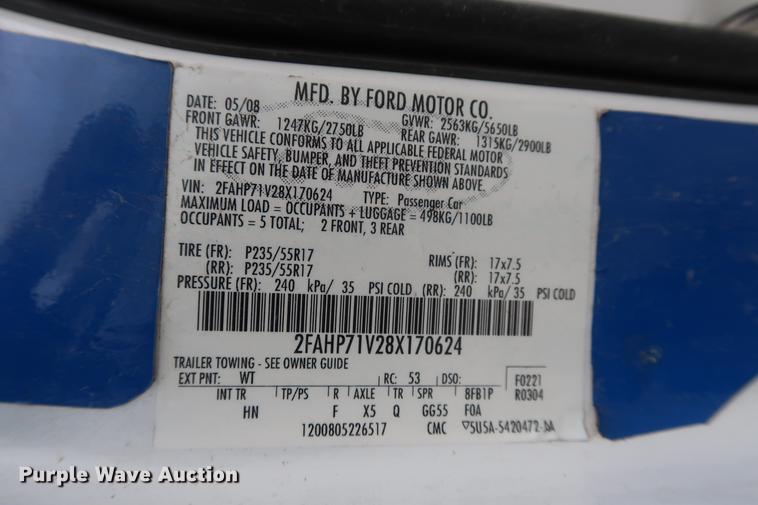 MFD. BY FORD MOTOR CO.
DATE: 05/08 GVWR: 2563KG/5650LB
FRONT GAWR: 1247KG/2750LB REAR GAWR: 1315KG/2900LB
THIS VEHICLE CONFORMS TO ALL APPLICABLE FEDERAL MOTOR
VEHICLE SAFETY, BUMPER, AND THEFT PREVENTION STANDARDS
IN EFFECT ON THE DATE OF MANUFACTURE SHOWN ABOVE.
VIN: 2FAHP71V28X170624 TYPE: Passenger Car
MAXIMUM LOAD = OCCUPANTS + LUGGAGE = 498KG/1100LB
OCCUPANTS = 5 TOTAL; 2 FRONT, 3 REAR
TIRE (FR): P235/55R17 RIMS (FR): 17x7.5
(RR): P235/55R17 (RR): 17x7.5
PRESSURE (FR): 240 kPa/ 35 PSI COLD (RR): 240 kPa/ 35 PSI COLD
2FAHP71V28X170624
TRAILER TOWING - SEE OWNER GUIDE
EXT PNT: WT RC: 53 DSO: F0221
INT TR TP/PS R AXLE TR SPR 8FB1P R0304
HN F X5 Q GG55 F0A
1200805226517 CMC ▽5U5A-5420472-AA
Purple Wave Auction